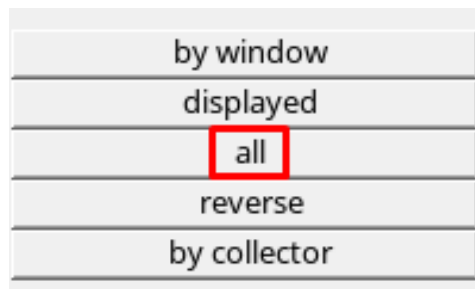 by window
displayed
all
reverse
by collector